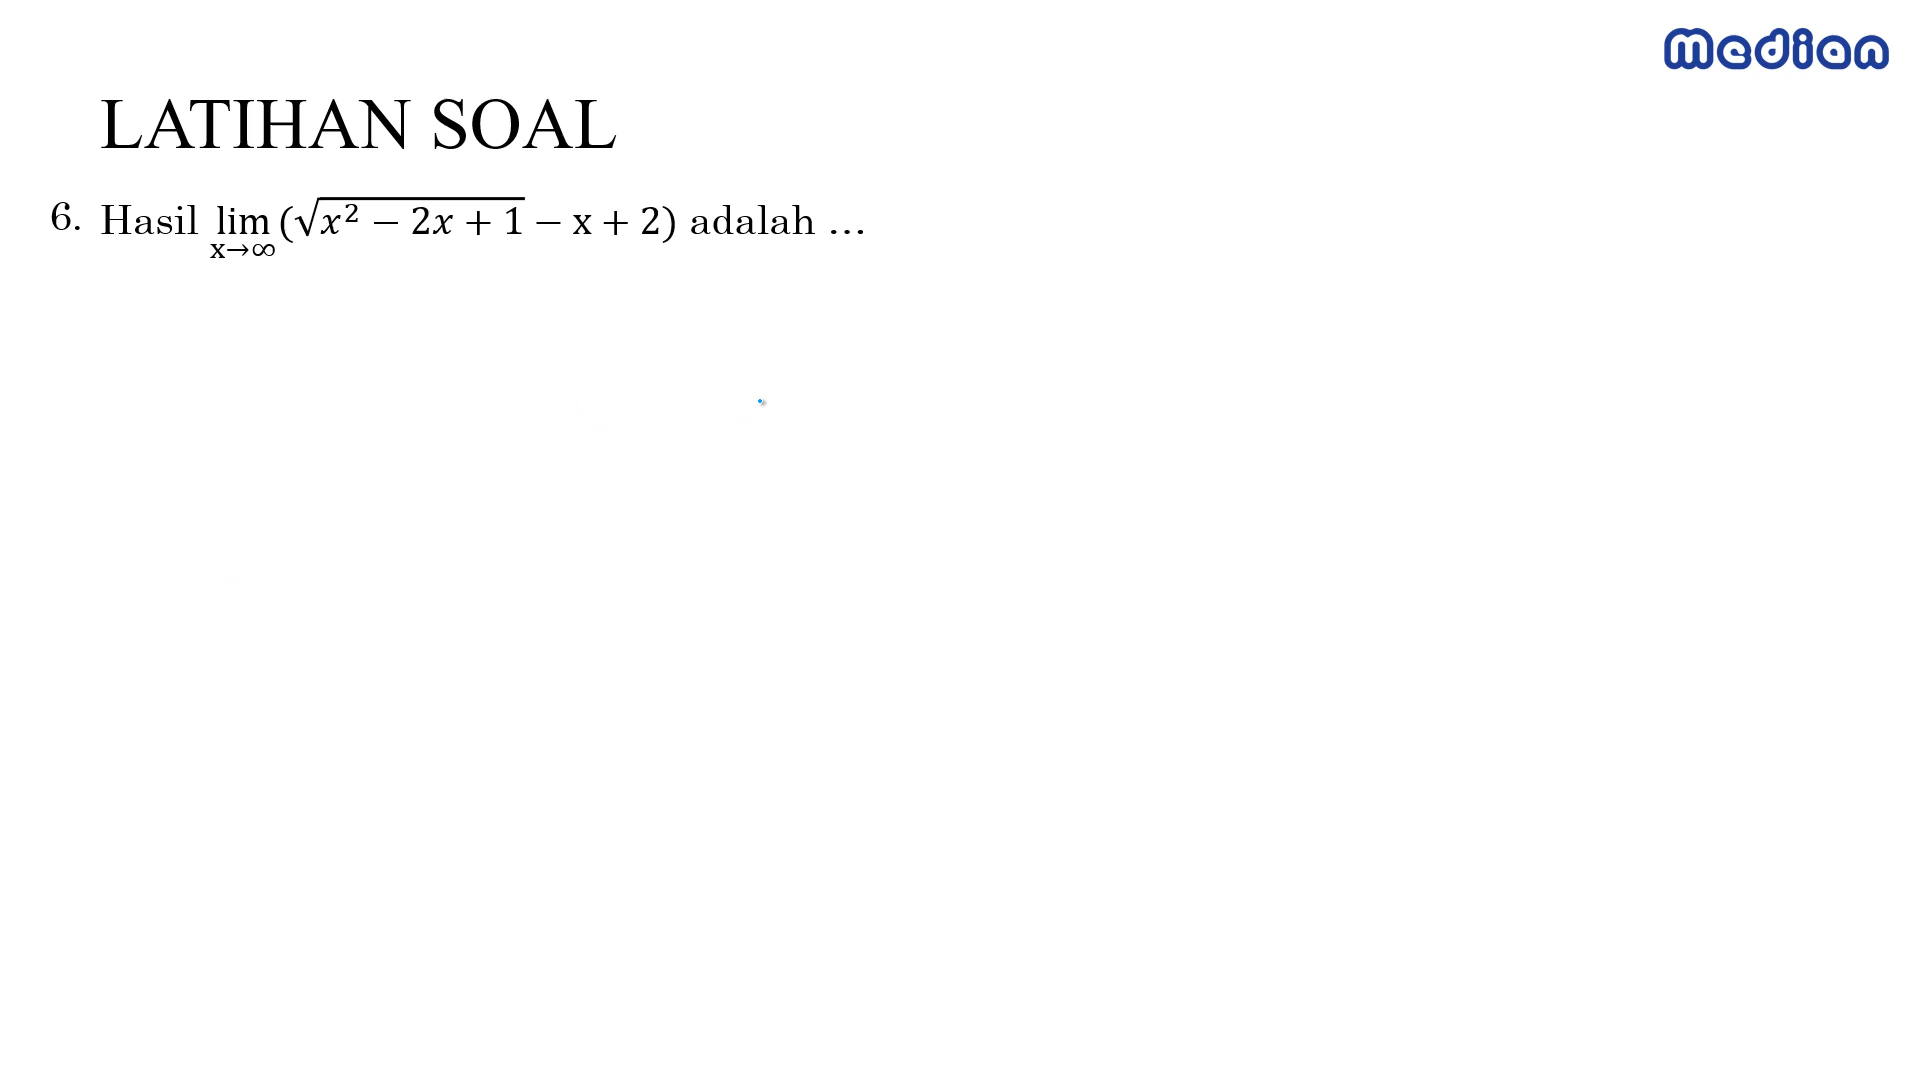 median
LATIHAN SOAL
6. Hasil lim x→∞ (√(x² − 2x + 1) − x + 2) adalah ...